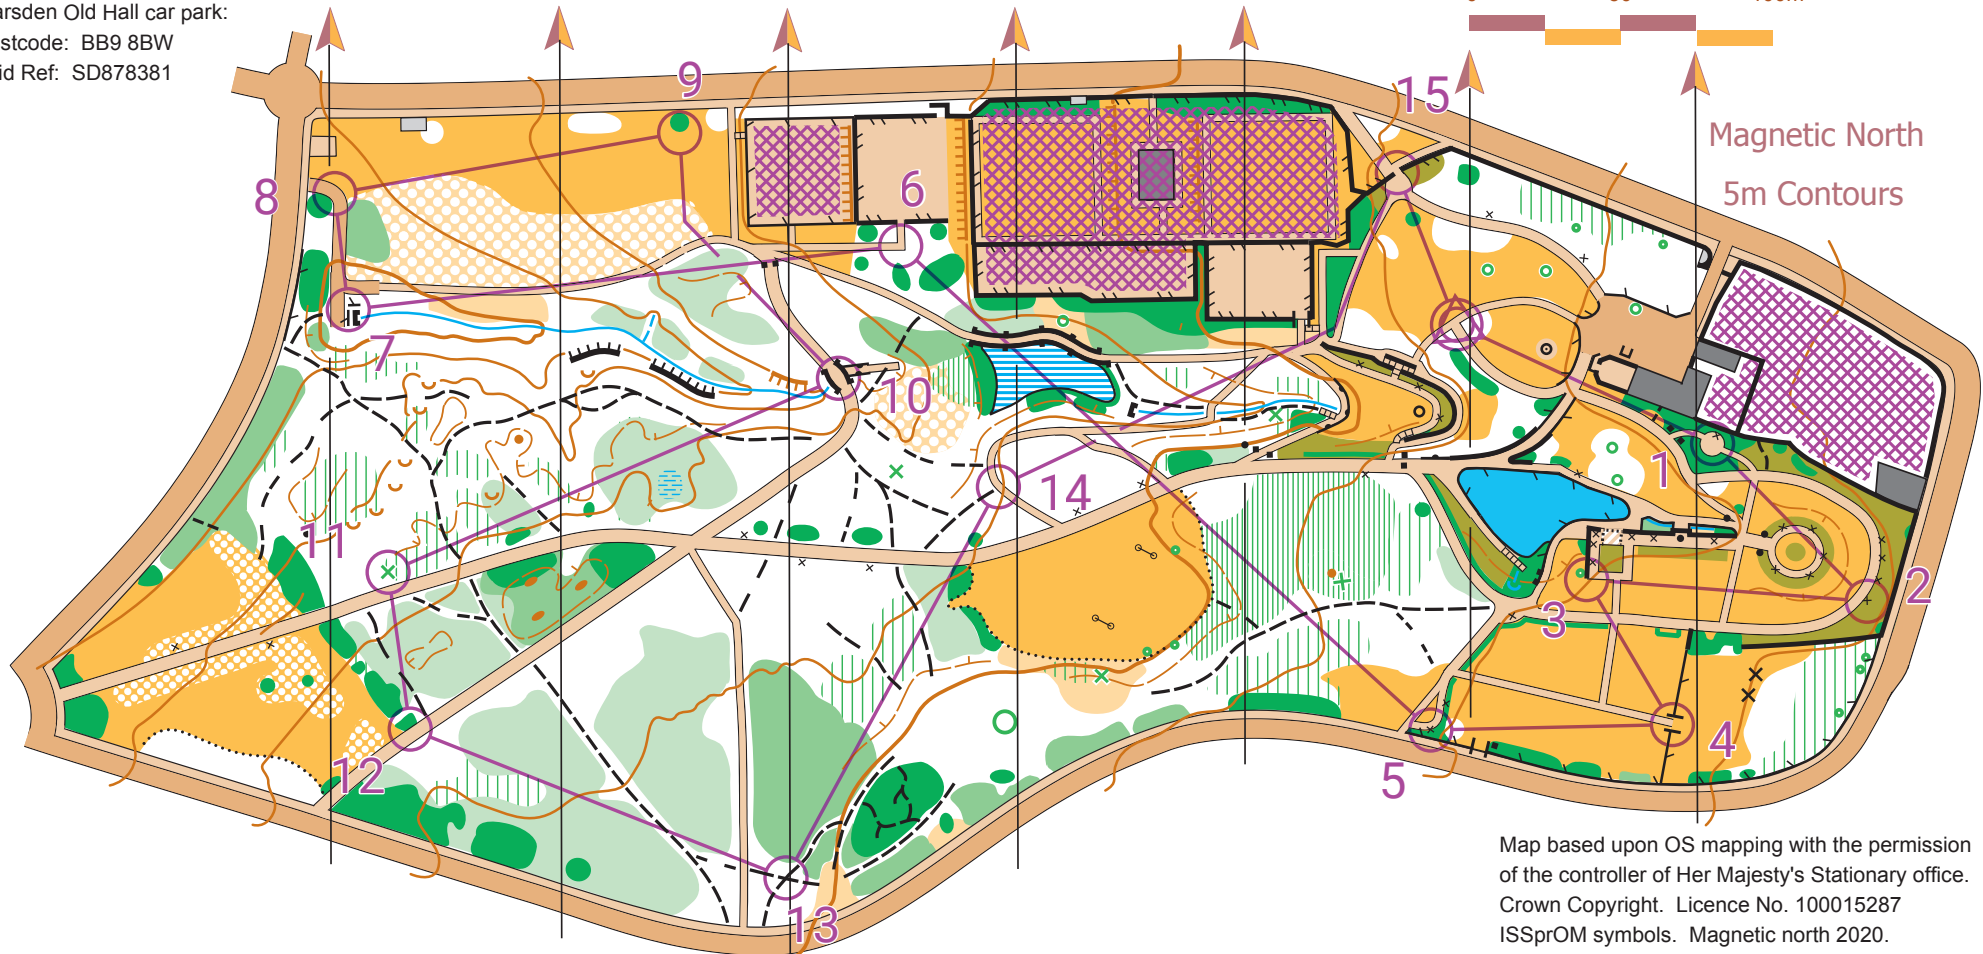 stcode: BB9 8BW
id Ref: SD878381
Old Hall car park:
9
15
Magnetic North
5m Contours
8
6
7
10
1
14
11
2
3
4
12
5
13
Map based upon OS mapping with the permission
of the controller of Her Majesty's Stationary office.
Crown Copyright. Licence No. 100015287
ISSprOM symbols. Magnetic north 2020.